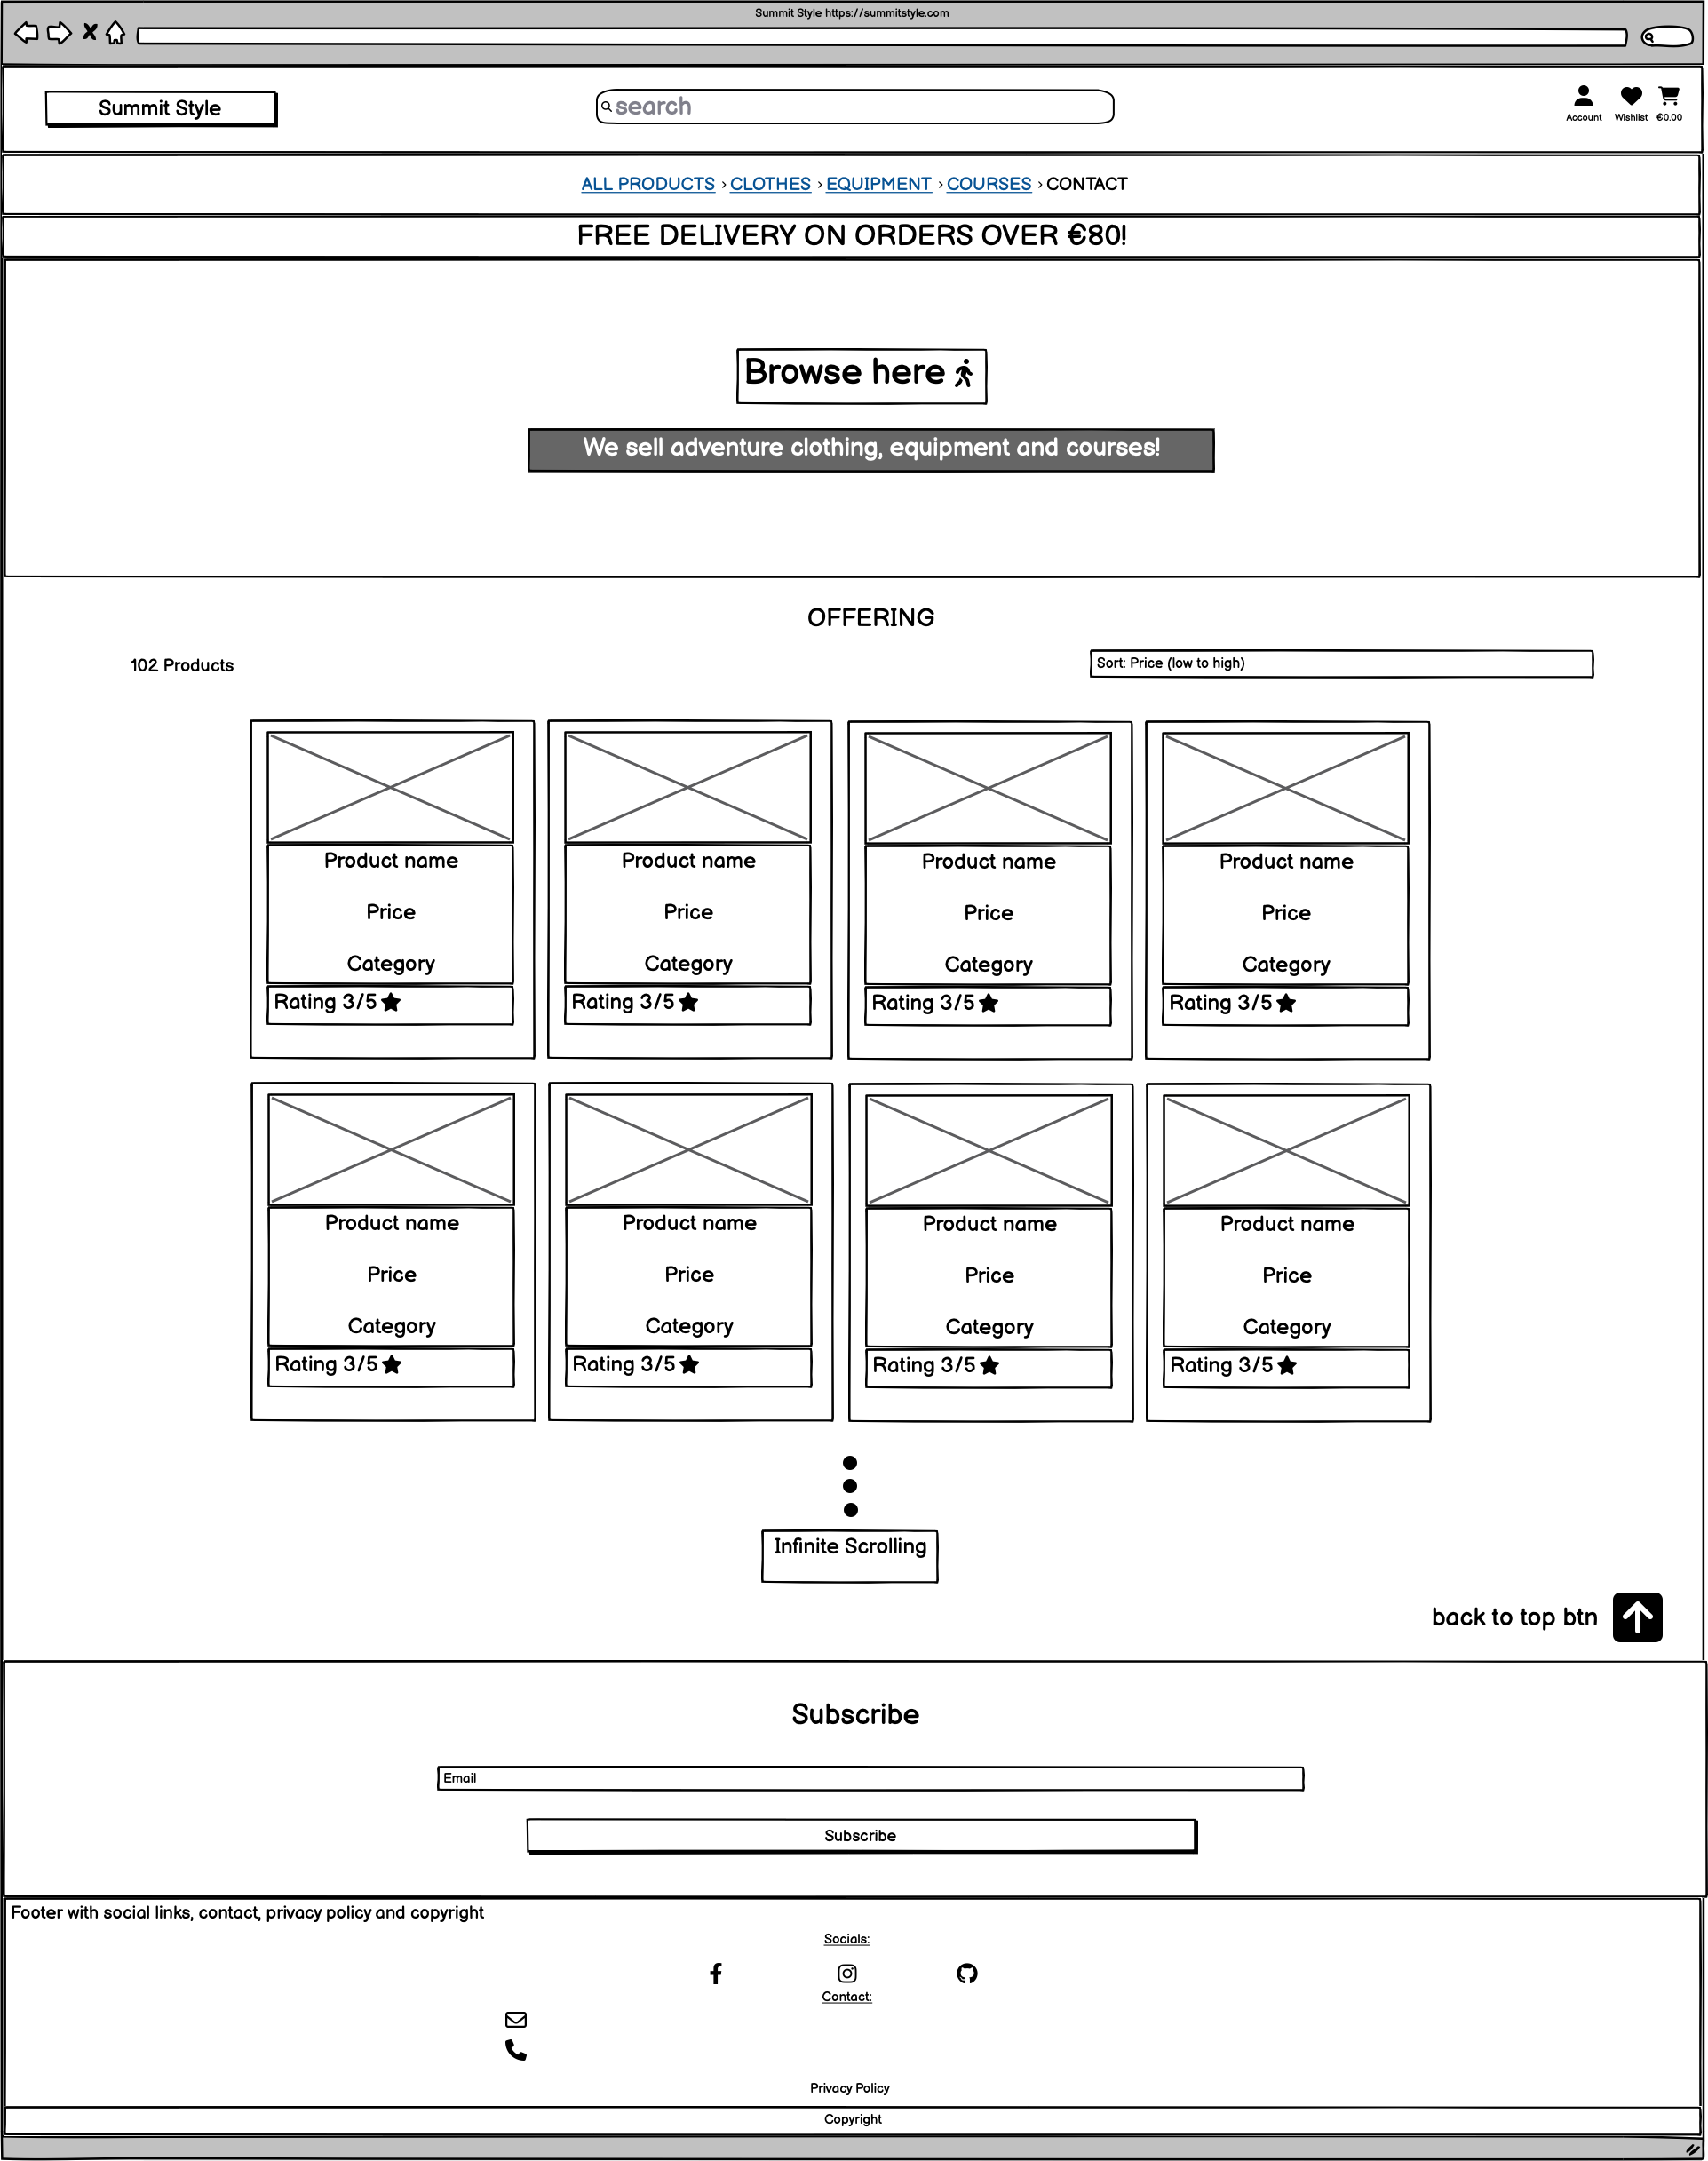 Summit Style https://summitstyle.com
Summit Style
search
Account Wishlist €0.00
ALL PRODUCTS > CLOTHES > EQUIPMENT > COURSES > CONTACT
FREE DELIVERY ON ORDERS OVER €80!
Browse here
We sell adventure clothing, equipment and courses!
OFFERING
102 Products
Sort: Price (low to high)
Product name Product name Product name Product name
Price Price Price Price
Category Category Category Category
Rating 3/5 Rating 3/5 Rating 3/5 Rating 3/5
Product name Product name Product name Product name
Price Price Price Price
Category Category Category Category
Rating 3/5 Rating 3/5 Rating 3/5 Rating 3/5
Infinite Scrolling
back to top btn
Subscribe
Email
Subscribe
Footer with social links, contact, privacy policy and copyright
Socials:
Contact:
Privacy Policy
Copyright